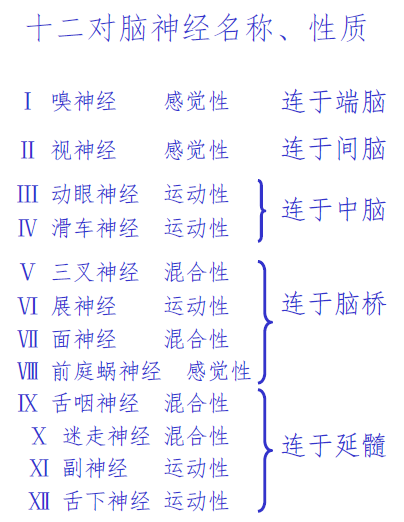 十二对脑神经名称、性质
Ⅰ 嗅神经 感觉性 连于端脑
Ⅱ 视神经 感觉性 连于间脑
Ⅲ 动眼神经 运动性
Ⅳ 滑车神经 运动性
连于中脑
Ⅴ 三叉神经 混合性
Ⅵ 展神经 运动性
Ⅶ 面神经 混合性
Ⅷ 前庭蜗神经 感觉性
连于脑桥
Ⅸ 舌咽神经 混合性
Ⅹ 迷走神经 混合性
Ⅺ 副神经 运动性
Ⅻ 舌下神经 运动性
连于延髓